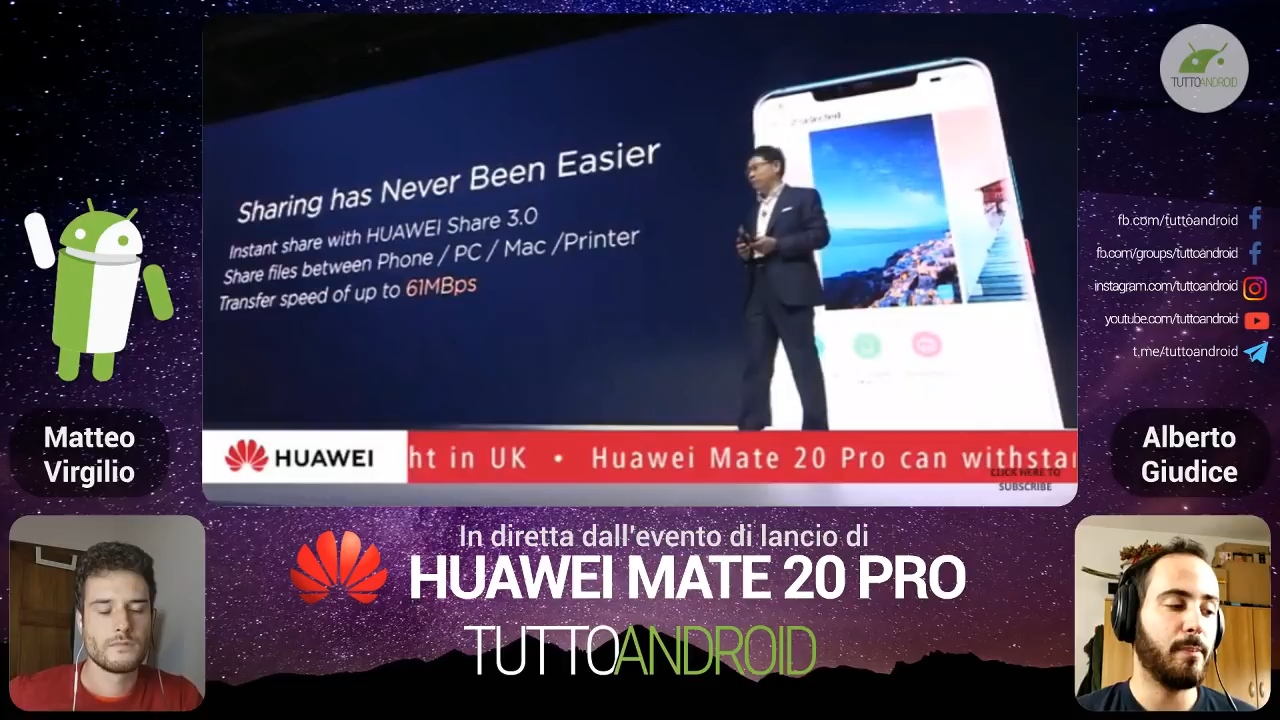 TUTTOANDROID
Sharing has Never Been Easier
Instant share with HUAWEI Share 3.0
Share files between Phone / PC / Mac /Printer
Transfer speed of up to 61MBps
fb.com/tuttoandroid
fb.com/groups/tuttoandroid
instagram.com/tuttoandroid
youtube.com/tuttoandroid
t.me/tuttoandroid
Matteo
Virgilio
Alberto
Giudice
HUAWEI
ht in UK • Huawei Mate 20 Pro can withsta
CLICK HERE TO
SUBSCRIBE
In diretta dall'evento di lancio di
HUAWEI MATE 20 PRO
TUTTOANDROID